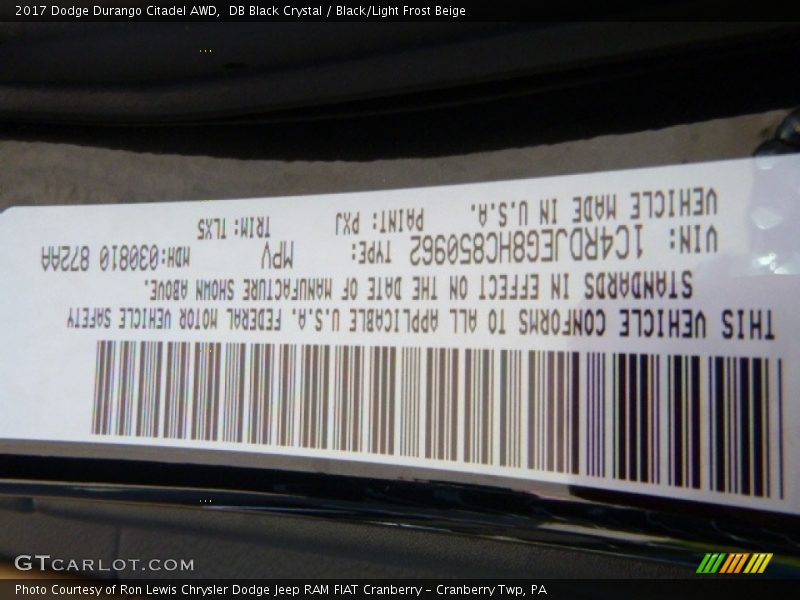 2017 Dodge Durango Citadel AWD, DB Black Crystal / Black/Light Frost Beige
THIS VEHICLE CONFORMS TO ALL APPLICABLE U.S.A. FEDERAL MOTOR VEHICLE SAFETY
STANDARDS IN EFFECT ON THE DATE OF MANUFACTURE SHOWN ABOVE.
VIN: 1C4RDJEG8HC850962 TYPE: MPV MDH:030810 872AA
VEHICLE MADE IN U.S.A. PAINT: PXJ TRIM: TLX5
GTCARLOT.COM
Photo Courtesy of Ron Lewis Chrysler Dodge Jeep RAM FIAT Cranberry – Cranberry Twp, PA